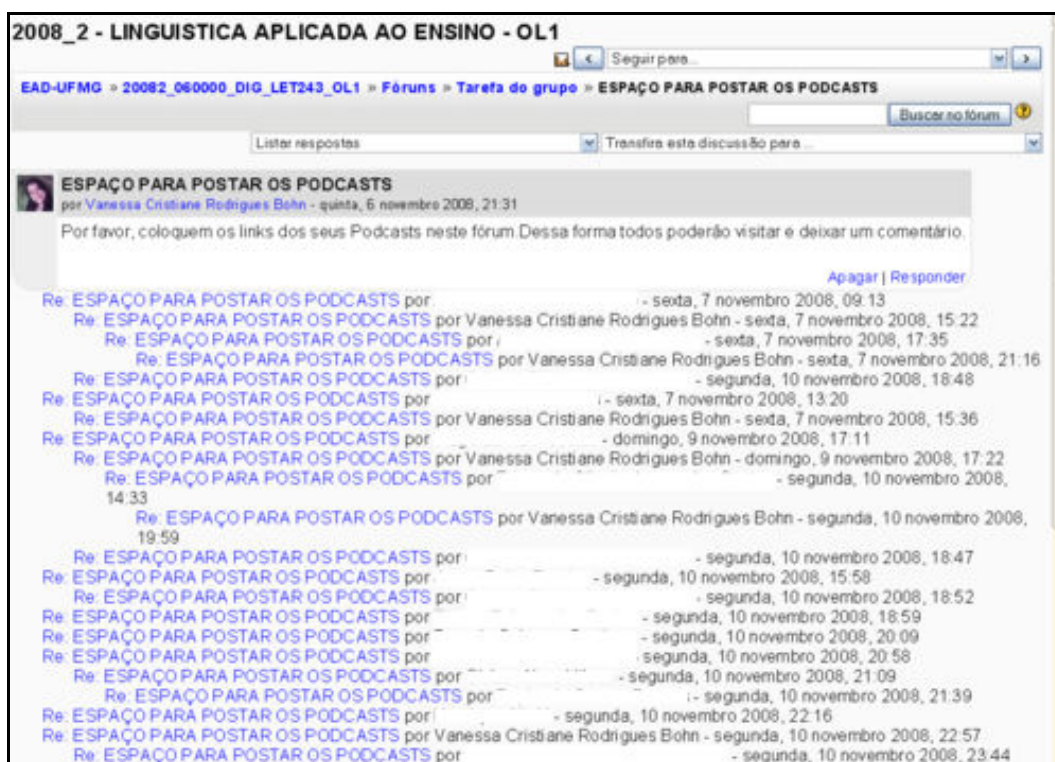 2008_2 - LINGUISTICA APLICADA AO ENSINO - OL1
Seguir para...
EAD-UFMG » 20082_060000_DIG_LET243_OL1 » Fóruns » Tarefa do grupo » ESPAÇO PARA POSTAR OS PODCASTS
Buscar no fórum
Listar respostas Transfira esta discussão para ...
ESPAÇO PARA POSTAR OS PODCASTS
por Vanessa Cristiane Rodrigues Bohn - quinta, 6 novembro 2008, 21:31
Por favor, coloquem os links dos seus Podcasts neste fórum.Dessa forma todos poderão visitar e deixar um comentário.
Apagar | Responder
Re: ESPAÇO PARA POSTAR OS PODCASTS por - sexta, 7 novembro 2008, 09:13
Re: ESPAÇO PARA POSTAR OS PODCASTS por Vanessa Cristiane Rodrigues Bohn - sexta, 7 novembro 2008, 15:22
Re: ESPAÇO PARA POSTAR OS PODCASTS por - sexta, 7 novembro 2008, 17:35
Re: ESPAÇO PARA POSTAR OS PODCASTS por Vanessa Cristiane Rodrigues Bohn - sexta, 7 novembro 2008, 21:16
Re: ESPAÇO PARA POSTAR OS PODCASTS por - segunda, 10 novembro 2008, 18:48
Re: ESPAÇO PARA POSTAR OS PODCASTS por - sexta, 7 novembro 2008, 13:20
Re: ESPAÇO PARA POSTAR OS PODCASTS por Vanessa Cristiane Rodrigues Bohn - sexta, 7 novembro 2008, 15:36
Re: ESPAÇO PARA POSTAR OS PODCASTS por - domingo, 9 novembro 2008, 17:11
Re: ESPAÇO PARA POSTAR OS PODCASTS por Vanessa Cristiane Rodrigues Bohn - domingo, 9 novembro 2008, 17:22
Re: ESPAÇO PARA POSTAR OS PODCASTS por - segunda, 10 novembro 2008,
14:33
Re: ESPAÇO PARA POSTAR OS PODCASTS por Vanessa Cristiane Rodrigues Bohn - segunda, 10 novembro 2008,
19:59
Re: ESPAÇO PARA POSTAR OS PODCASTS por - segunda, 10 novembro 2008, 18:47
Re: ESPAÇO PARA POSTAR OS PODCASTS por - segunda, 10 novembro 2008, 15:58
Re: ESPAÇO PARA POSTAR OS PODCASTS por - segunda, 10 novembro 2008, 18:52
Re: ESPAÇO PARA POSTAR OS PODCASTS por - segunda, 10 novembro 2008, 18:59
Re: ESPAÇO PARA POSTAR OS PODCASTS por - segunda, 10 novembro 2008, 20:09
Re: ESPAÇO PARA POSTAR OS PODCASTS por segunda, 10 novembro 2008, 20:58
Re: ESPAÇO PARA POSTAR OS PODCASTS por - segunda, 10 novembro 2008, 21:09
Re: ESPAÇO PARA POSTAR OS PODCASTS por - segunda, 10 novembro 2008, 21:39
Re: ESPAÇO PARA POSTAR OS PODCASTS por - segunda, 10 novembro 2008, 22:16
Re: ESPAÇO PARA POSTAR OS PODCASTS por Vanessa Cristiane Rodrigues Bohn - segunda, 10 novembro 2008, 22:57
Re: ESPAÇO PARA POSTAR OS PODCASTS por - segunda, 10 novembro 2008, 23:44